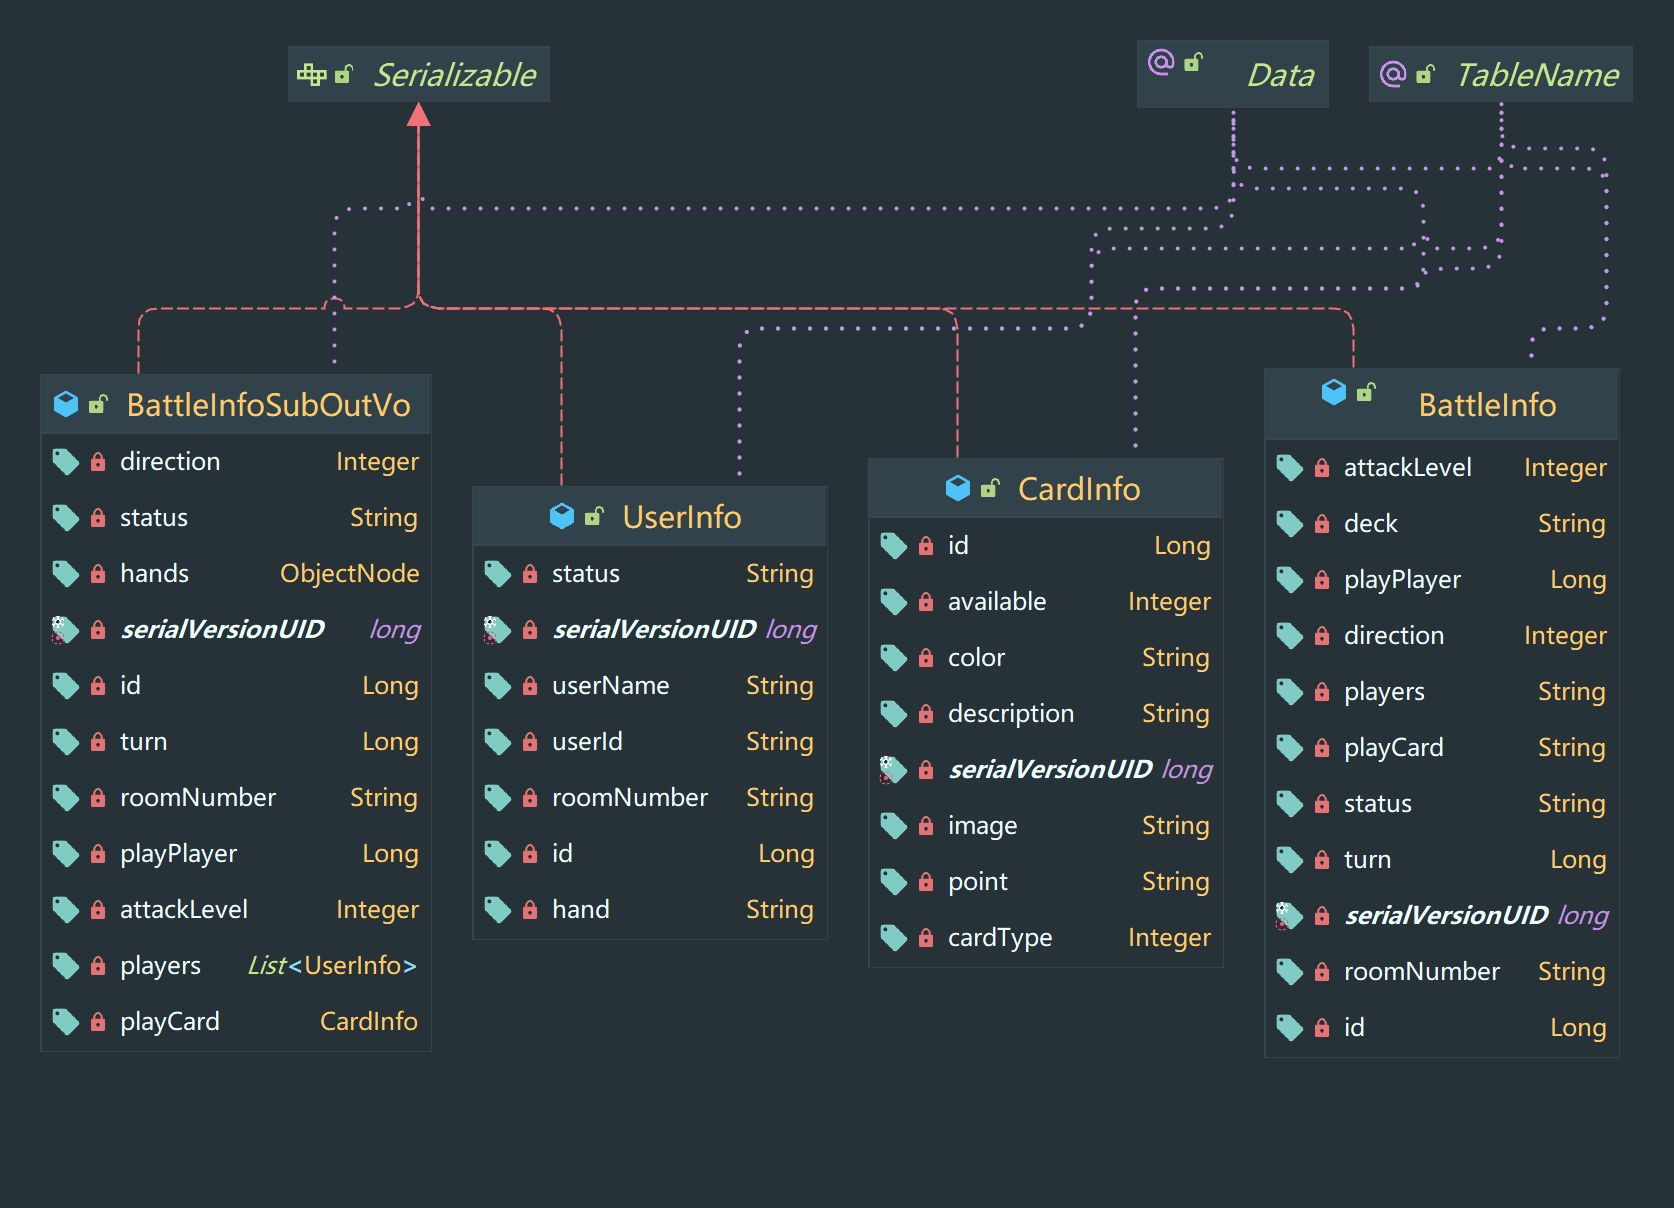 Serializable
Data
TableName
BattleInfoSubOutVo
direction Integer
status String
hands ObjectNode
serialVersionUID long
id Long
turn Long
roomNumber String
playPlayer Long
attackLevel Integer
players List<UserInfo>
playCard CardInfo
UserInfo
status String
serialVersionUID long
userName String
userId String
roomNumber String
id Long
hand String
CardInfo
id Long
available Integer
color String
description String
serialVersionUID long
image String
point String
cardType Integer
BattleInfo
attackLevel Integer
deck String
playPlayer Long
direction Integer
players String
playCard String
status String
turn Long
serialVersionUID long
roomNumber String
id Long